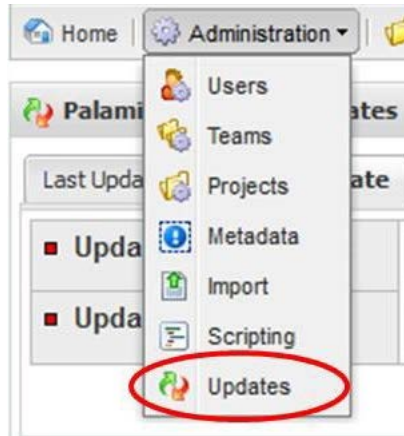 Home Administration
Users
Palami ates
Teams
Last Upda ate
Projects
Upda
Metadata
Import
Upda
Scripting
Updates